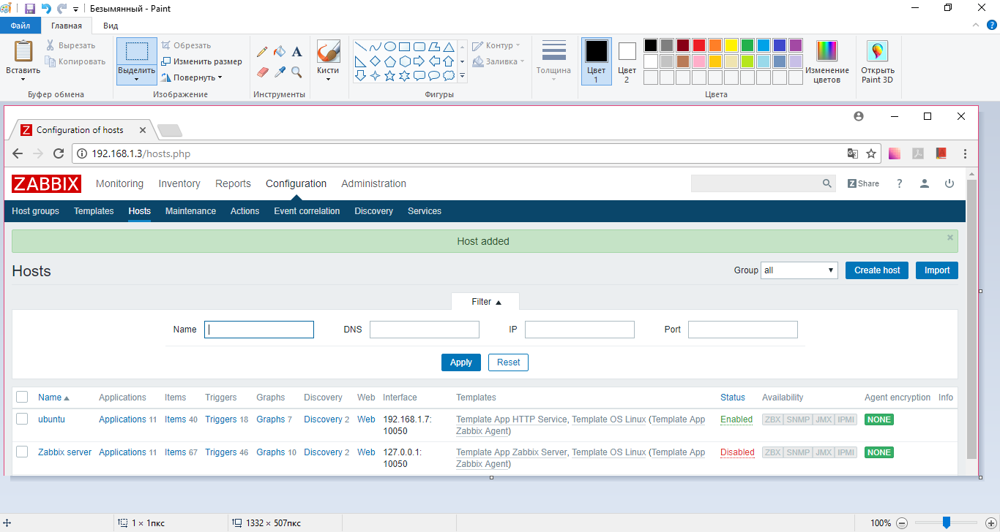 Безымянный - Paint
Файл Главная Вид
Вставить Вырезать Копировать
Выделить Обрезать Изменить размер Повернуть
A
Кисти
Контур Заливка
Толщина
Цвет 1 Цвет 2
Изменение цветов
Открыть Paint 3D
Буфер обмена Изображение Инструменты Фигуры Цвета
Z Configuration of hosts
192.168.1.3/hosts.php
ZABBIX Monitoring Inventory Reports Configuration Administration Z Share ?
Host groups Templates Hosts Maintenance Actions Event correlation Discovery Services
Host added
Hosts Group all Create host Import
Filter
Name DNS IP Port
Apply Reset
Name Applications Items Triggers Graphs Discovery Web Interface Templates Status Availability Agent encryption Info
ubuntu Applications 11 Items 40 Triggers 18 Graphs 7 Discovery 2 Web 192.168.1.7: Template App HTTP Service, Template OS Linux (Template App Enabled ZBX SNMP JMX IPMI NONE
10050 Zabbix Agent)
Zabbix server Applications 11 Items 67 Triggers 46 Graphs 10 Discovery 2 Web 127.0.0.1: Template App Zabbix Server, Template OS Linux (Template App Disabled ZBX SNMP JMX IPMI NONE
10050 Zabbix Agent)
1 × 1пкс 1332 × 507пкс 100%